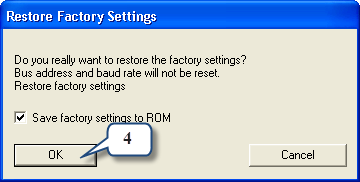 Restore Factory Settings
Do you really want to restore the factory settings?
Bus address and baud rate will not be reset.
Restore factory settings
Save factory settings to ROM
4
OK
Cancel